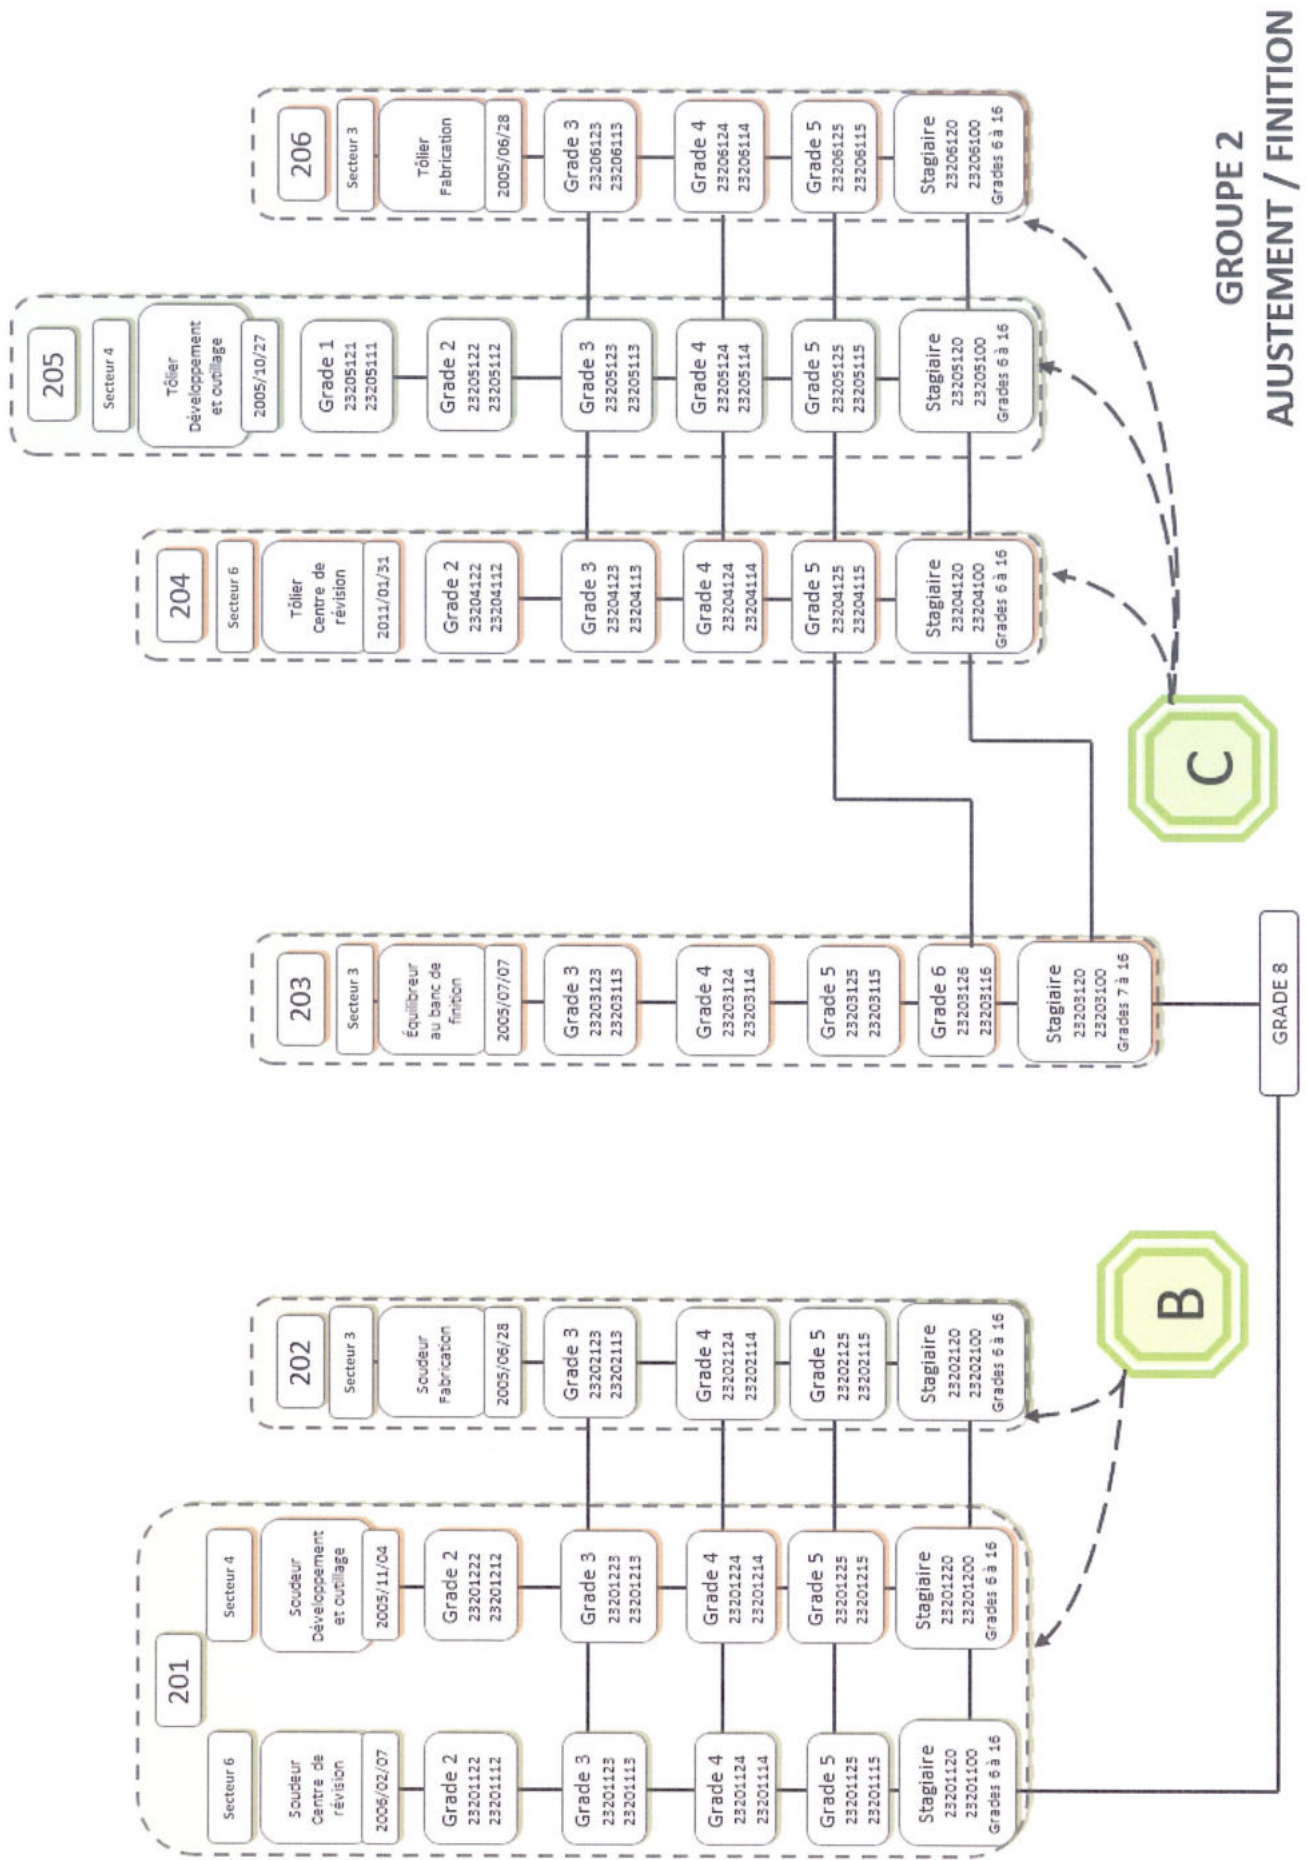 201
Secteur 6
Soudeur
Centre de
révision
2006/02/07
Grade 2
23201122
23201112
Grade 3
23201123
23201113
Grade 4
23201124
23201114
Grade 5
23201125
23201115
Stagiaire
23201120
23201100
Grades 6 à 16
Secteur 4
Soudeur
Développement
et outillage
2005/11/04
Grade 2
23201222
23201212
Grade 3
23201223
23201213
Grade 4
23201224
23201214
Grade 5
23201225
23201215
Stagiaire
23201220
23201200
Grades 6 à 16
202
Secteur 3
Soudeur
Fabrication
2005/06/28
Grade 3
23202123
23202113
Grade 4
23202124
23202114
Grade 5
23202125
23202115
Stagiaire
23202120
23202100
Grades 6 à 16
B
203
Secteur 3
Équilibreur
au banc de
finition
2005/07/07
Grade 3
23203123
23203113
Grade 4
23203124
23203114
Grade 5
23203125
23203115
Grade 6
23203126
23203116
Stagiaire
23203120
23203100
Grades 7 à 16
GRADE 8
204
Secteur 6
Tôlier
Centre de
révision
2011/01/31
Grade 2
23204122
23204112
Grade 3
23204123
23204113
Grade 4
23204124
23204114
Grade 5
23204125
23204115
Stagiaire
23204120
23204100
Grades 6 à 16
C
205
Secteur 4
Tôlier
Développement
et outillage
2005/10/27
Grade 1
23205121
23205111
Grade 2
23205122
23205112
Grade 3
23205123
23205113
Grade 4
23205124
23205114
Grade 5
23205125
23205115
Stagiaire
23205120
23205100
Grades 6 à 16
206
Secteur 3
Tôlier
Fabrication
2005/06/28
Grade 3
23206123
23206113
Grade 4
23206124
23206114
Grade 5
23206125
23206115
Stagiaire
23206120
23206100
Grades 6 à 16
GROUPE 2
AJUSTEMENT / FINITION